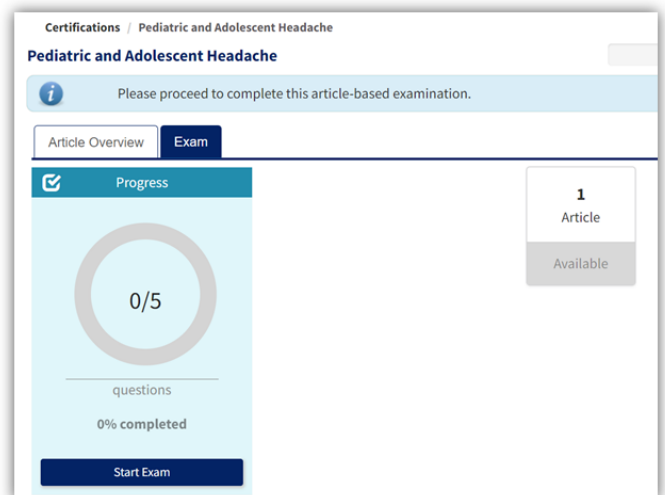 Certifications / Pediatric and Adolescent Headache
Pediatric and Adolescent Headache
i Please proceed to complete this article-based examination.
Article Overview Exam
Progress
0/5
questions
0% completed
Start Exam
1
Article
Available